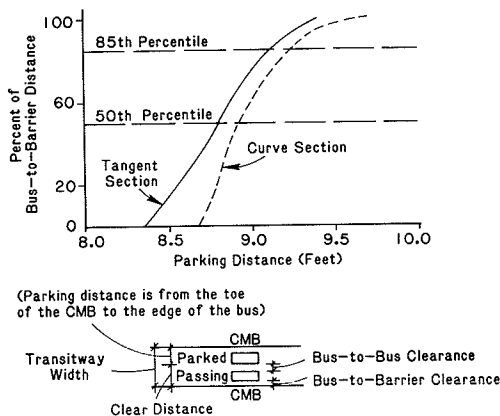 Percent of
Bus-to-Barrier Distance
100
60
20
0
85th Percentile
50th Percentile
Tangent
Section
Curve Section
8.0 8.5 9.0 9.5 10.0
Parking Distance (Feet)
(Parking distance is from the toe
of the CMB to the edge of the bus)
Transitway
Width
CMB
Parked
Passing
CMB
Bus-to-Bus Clearance
Bus-to-Barrier Clearance
Clear Distance